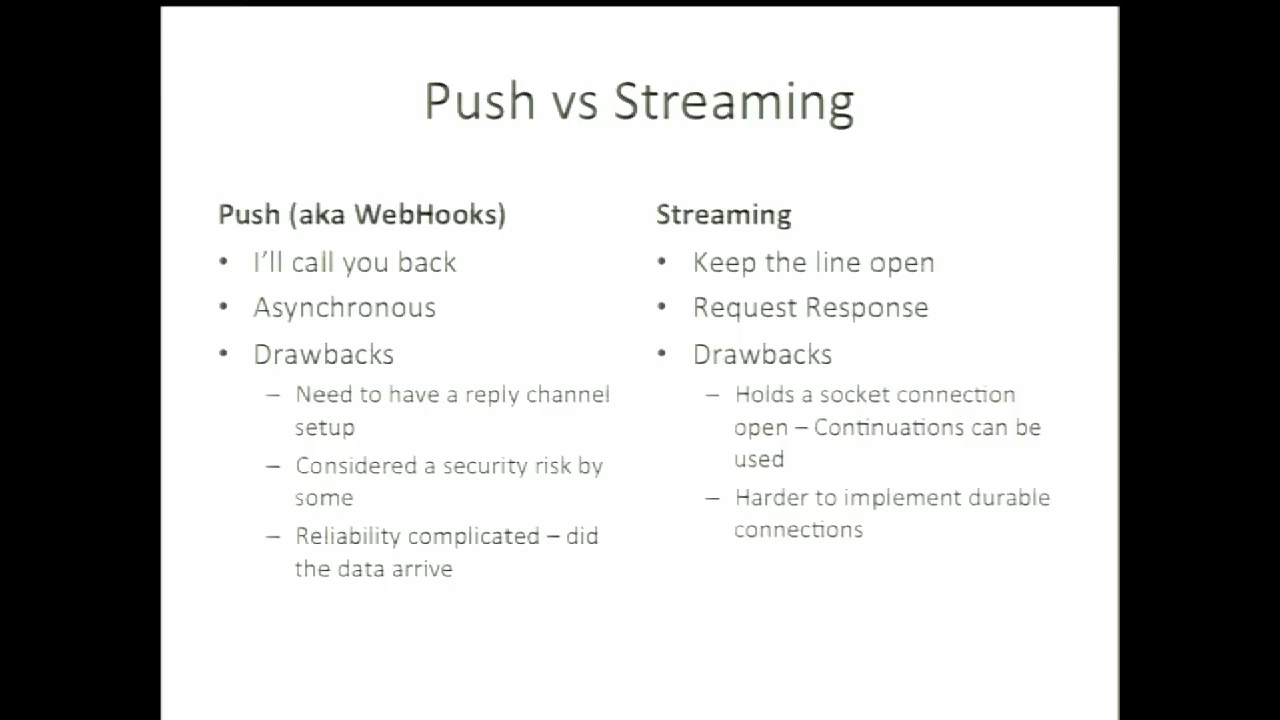 Push vs Streaming
Push (aka WebHooks)
• I'll call you back
• Asynchronous
• Drawbacks
– Need to have a reply channel
setup
– Considered a security risk by
some
– Reliability complicated – did
the data arrive
Streaming
• Keep the line open
• Request Response
• Drawbacks
– Holds a socket connection
open – Continuations can be
used
– Harder to implement durable
connections